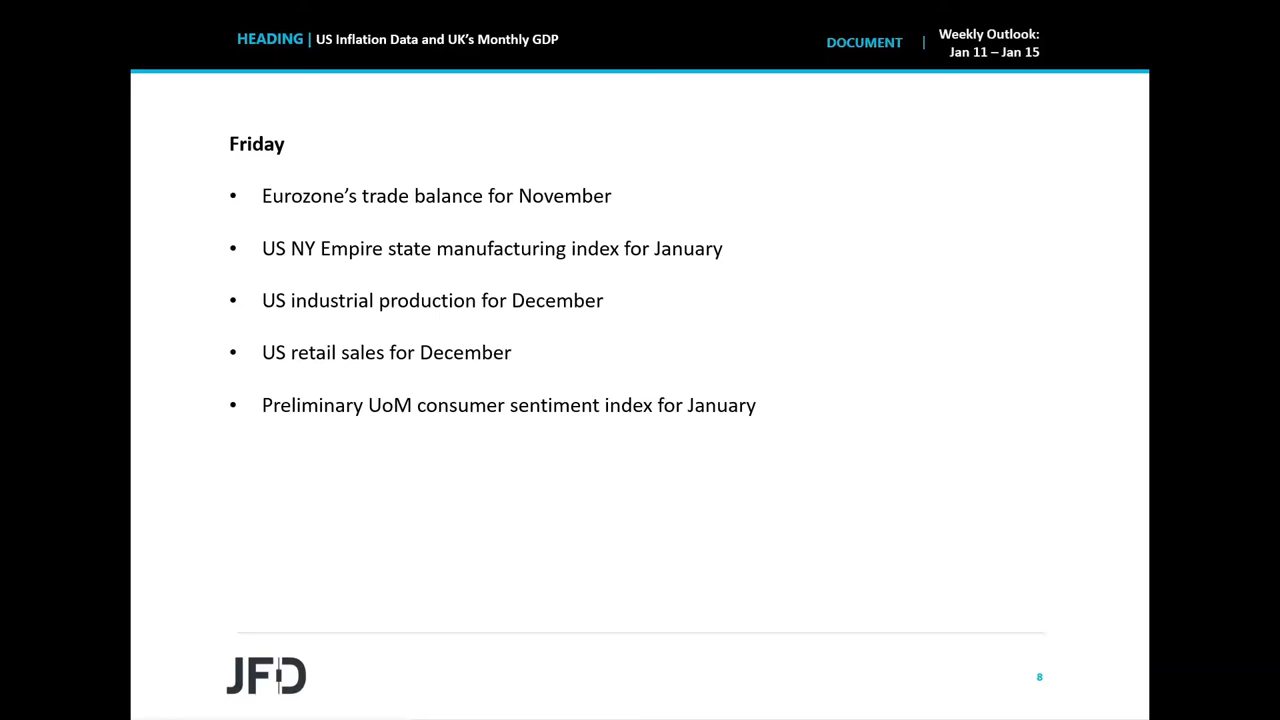 HEADING | US Inflation Data and UK's Monthly GDP
DOCUMENT | Weekly Outlook:
Jan 11 – Jan 15
Friday
• Eurozone's trade balance for November
• US NY Empire state manufacturing index for January
• US industrial production for December
• US retail sales for December
• Preliminary UoM consumer sentiment index for January
JFD
8